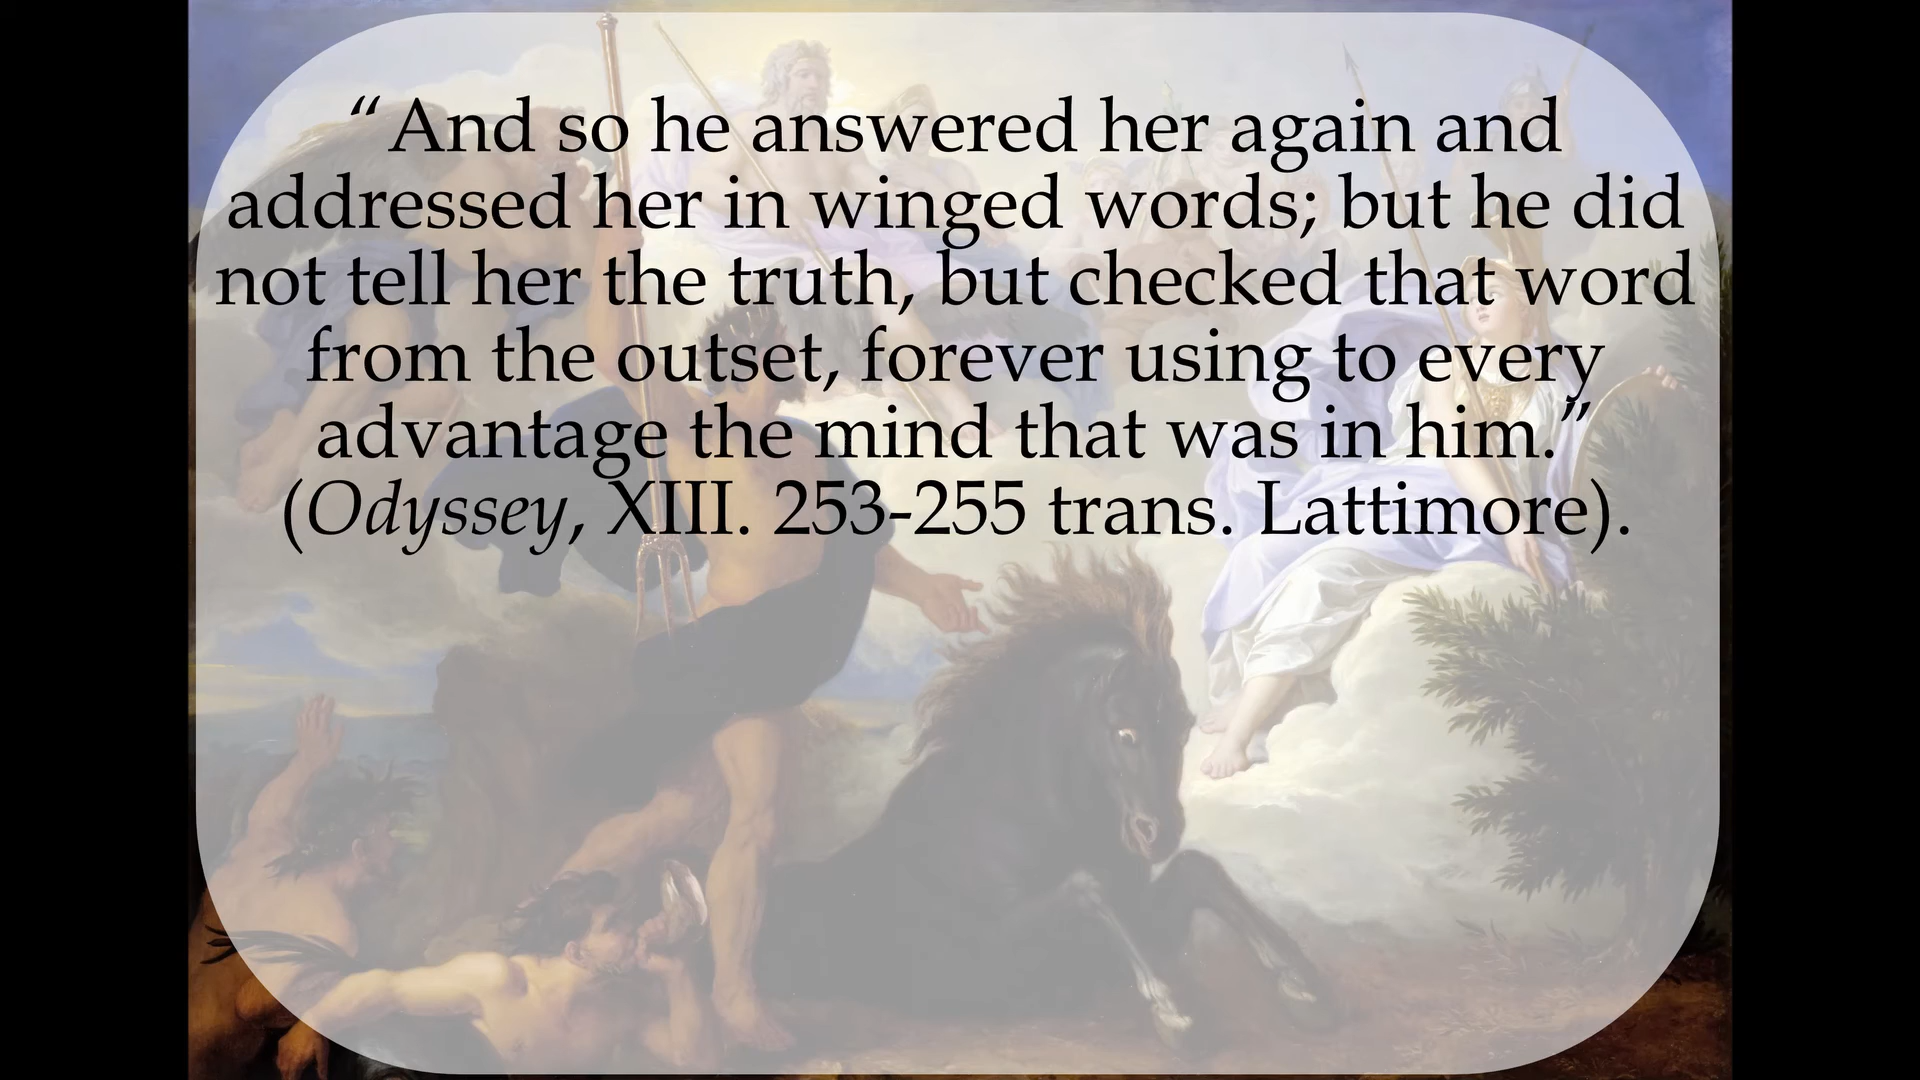 “And so he answered her again and
addressed her in winged words; but he did
not tell her the truth, but checked that word
from the outset, forever using to every
advantage the mind that was in him.”
(Odyssey, XIII. 253-255 trans. Lattimore).